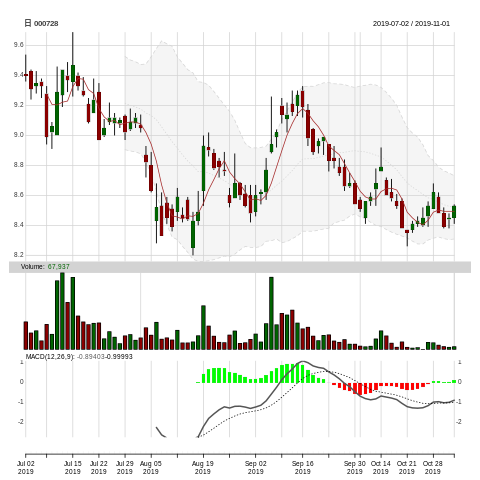 日 000728 2019-07-02 / 2019-11-01
9.6
9.4
9.2
9.0
8.8
8.6
8.4
8.2
Volume: 67,937
MACD(12,26,9): -0.89403-0.99993
1 1
0 0
-1 -1
-2 -2
Jul 02 Jul 15 Jul 22 Jul 29 Aug 05 Aug 19 Sep 02 Sep 16 Sep 30 Oct 14 Oct 21 Oct 28
2019 2019 2019 2019 2019 2019 2019 2019 2019 2019 2019 2019